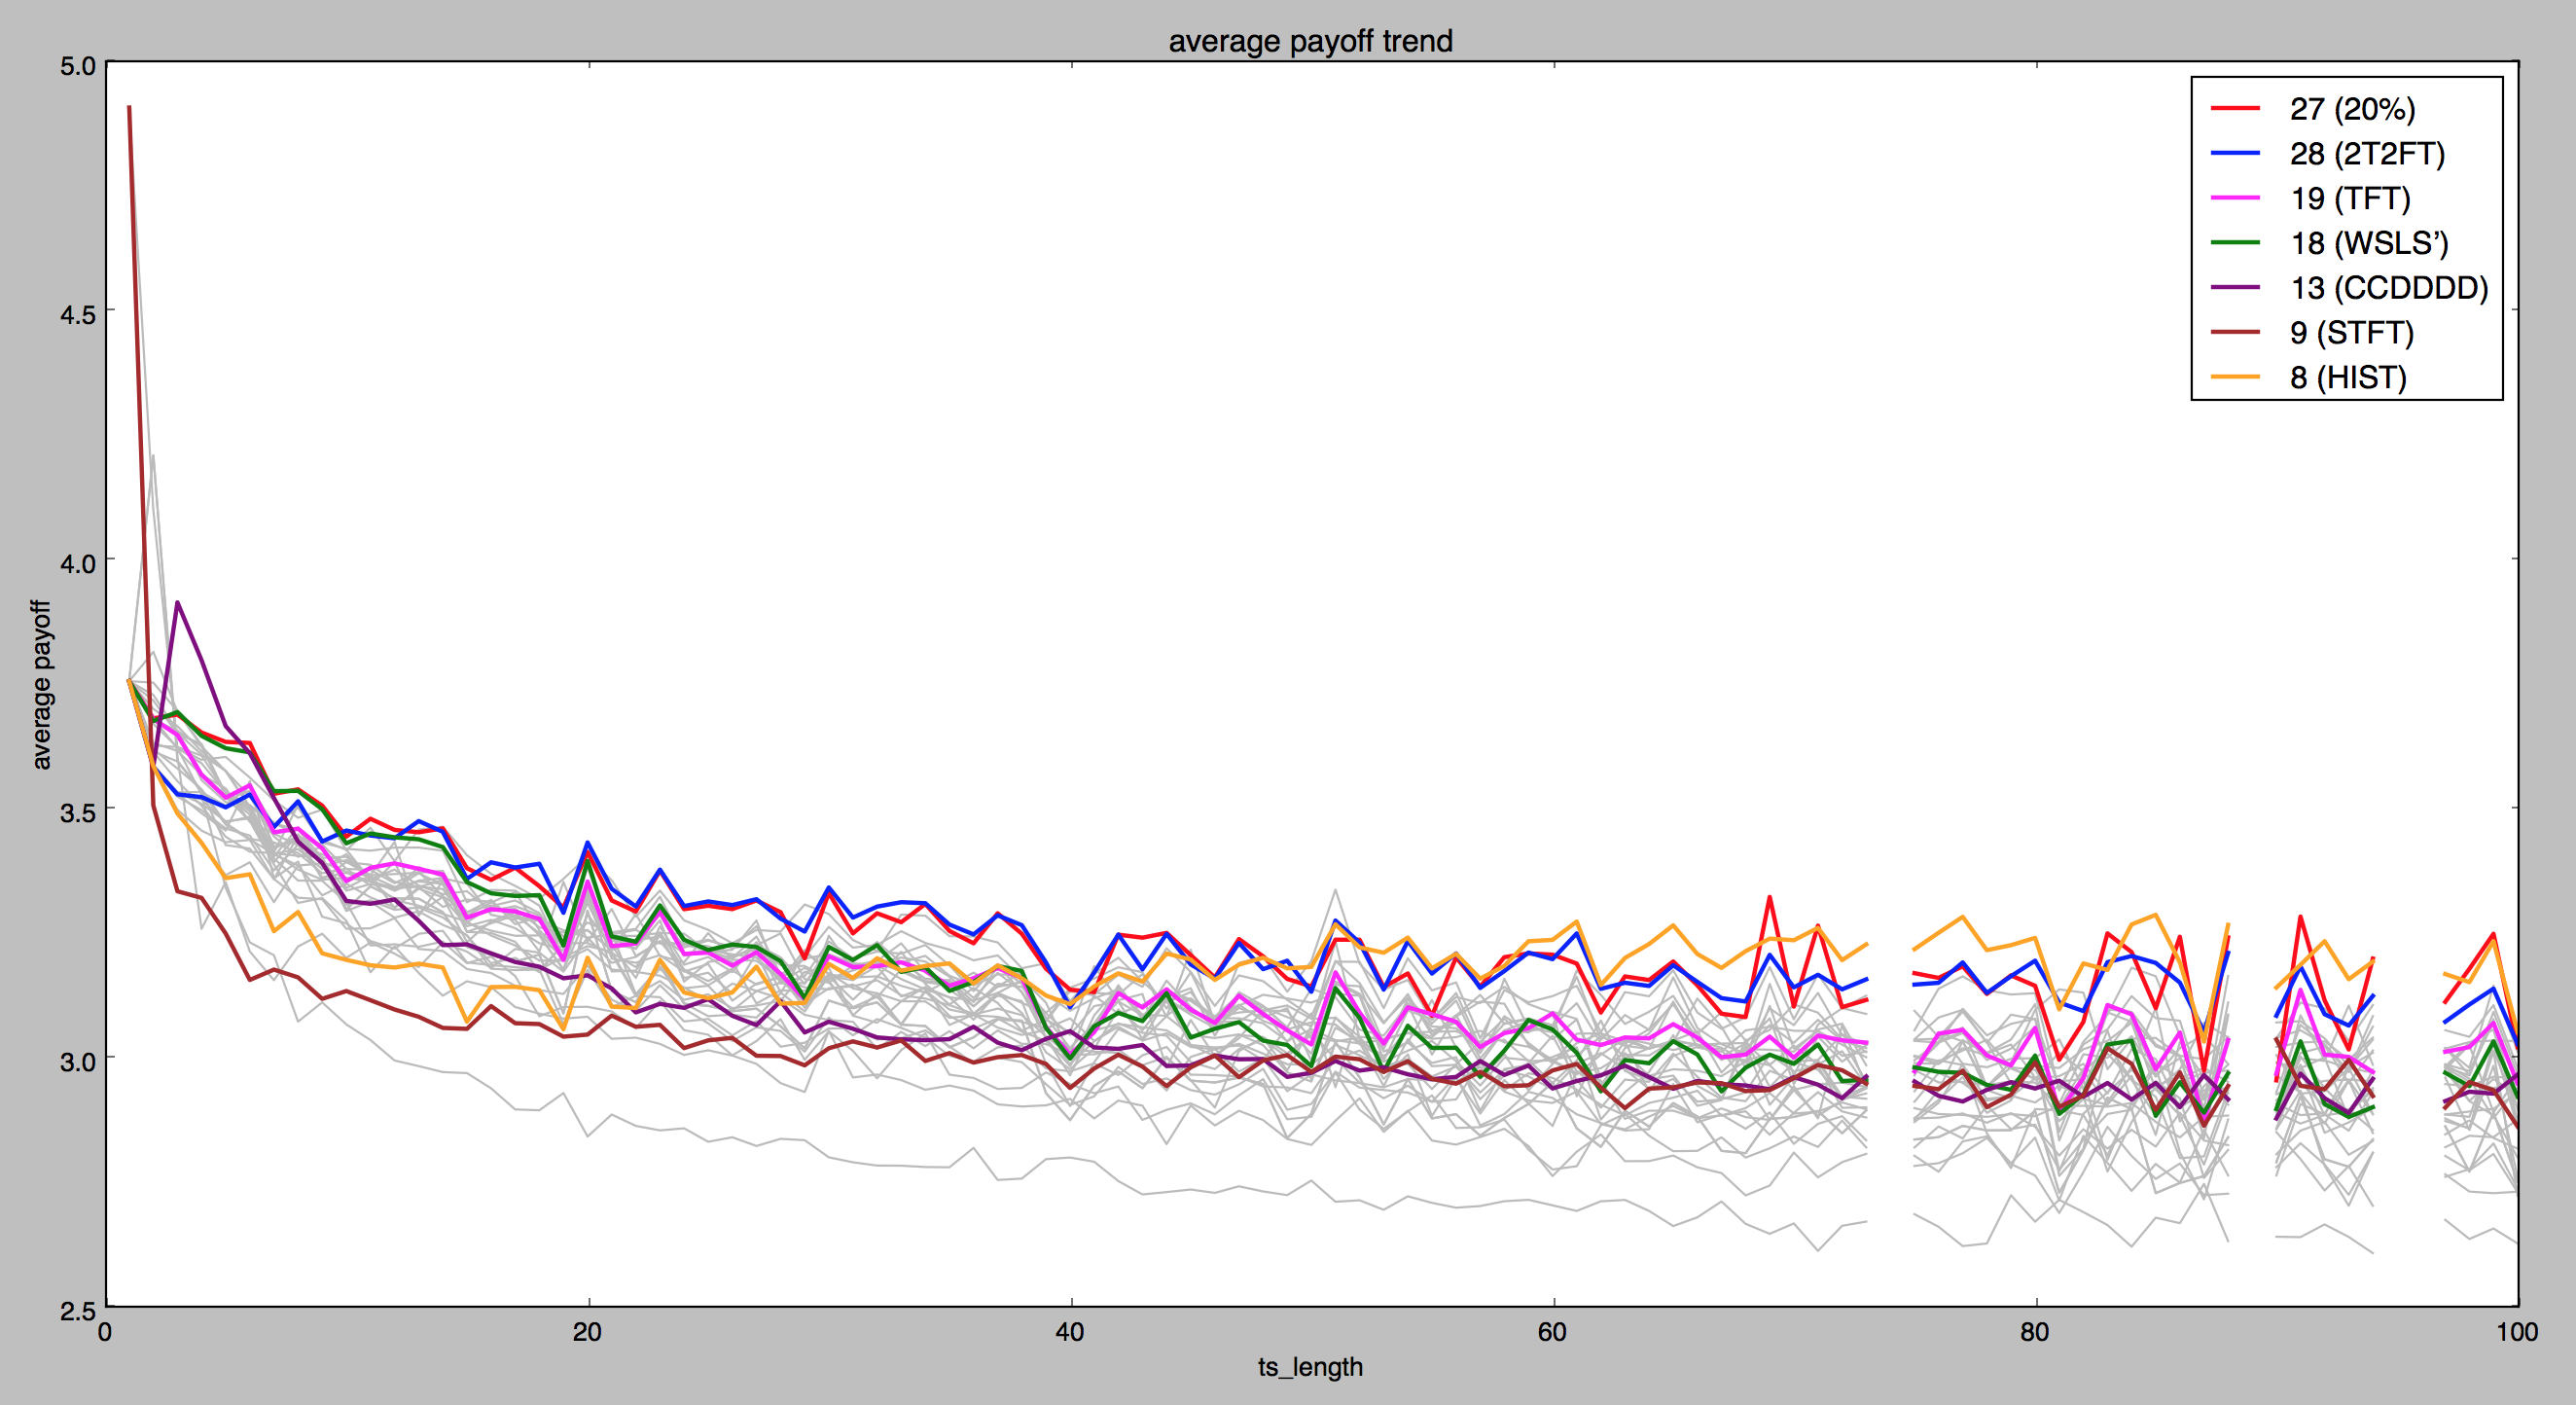 average payoff trend
5.0
4.5
4.0
3.5
3.0
2.5
average payoff
27 (20%)
28 (2T2FT)
19 (TFT)
18 (WSLS’)
13 (CCDDDD)
9 (STFT)
8 (HIST)
0 20 40 60 80 100
ts_length